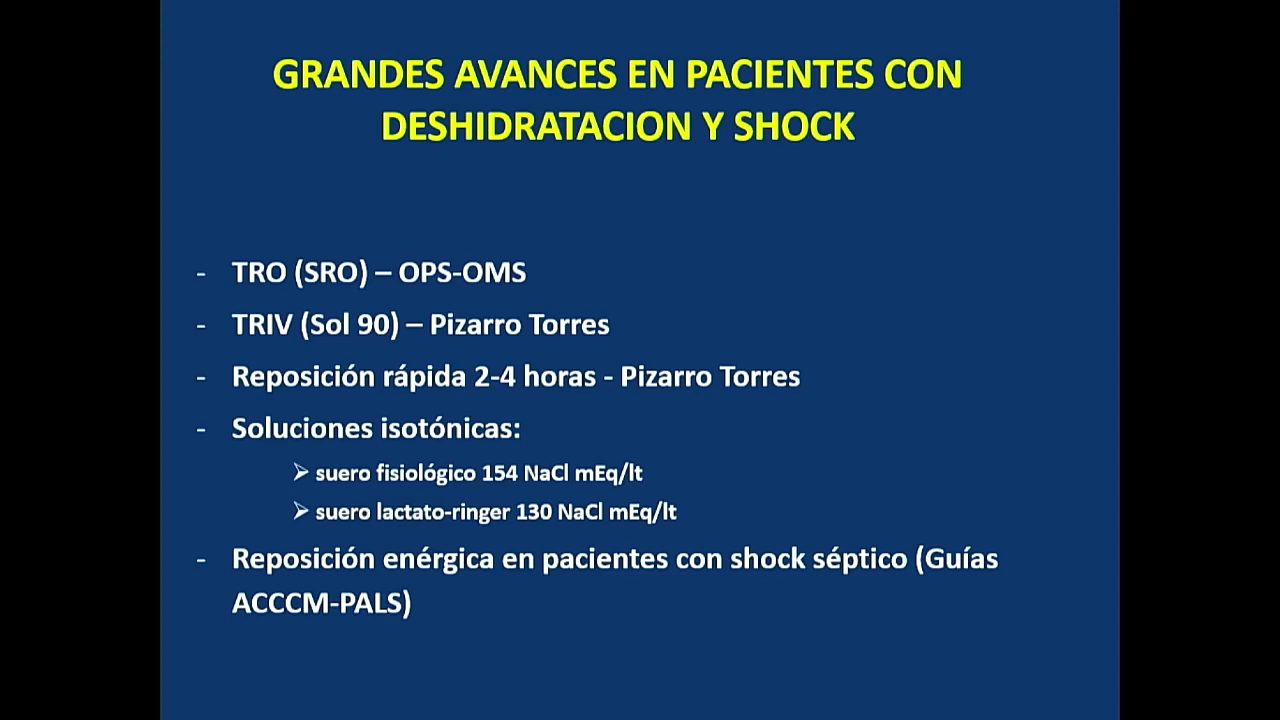 GRANDES AVANCES EN PACIENTES CON
DESHIDRATACION Y SHOCK
- TRO (SRO) – OPS-OMS
- TRIV (Sol 90) – Pizarro Torres
- Reposición rápida 2-4 horas - Pizarro Torres
- Soluciones isotónicas:
➢ suero fisiológico 154 NaCl mEq/lt
➢ suero lactato-ringer 130 NaCl mEq/lt
- Reposición enérgica en pacientes con shock séptico (Guías
ACCCM-PALS)